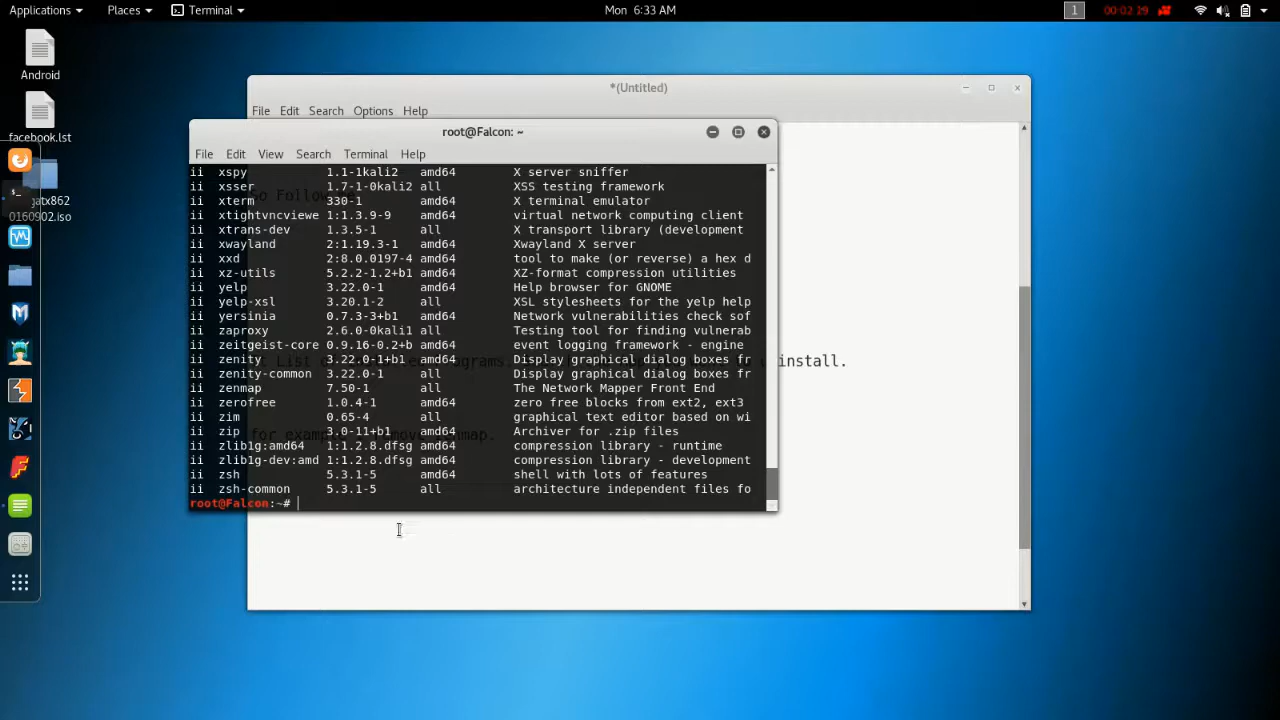 Applications Places Terminal Mon 6:33 AM 1 00:02:29
Android
facebook.lst
gatx862
0160902.iso
*(Untitled)
File Edit Search Options Help
root@Falcon: ~
File Edit View Search Terminal Help
ii xspy 1.1-1kali2 amd64 X server sniffer
ii xsser 1.7-1-0kali2 all XSS testing framework
So Follow me
ii xterm 330-1 amd64 X terminal emulator
ii xtightvncviewe 1:1.3.9-9 amd64 virtual network computing client
ii xtrans-dev 1.3.5-1 all X transport library (development
ii xwayland 2:1.19.3-1 amd64 Xwayland X server
ii xxd 2:8.0.0197-4 amd64 tool to make (or reverse) a hex d
ii xz-utils 5.2.2-1.2+b1 amd64 XZ-format compression utilities
ii yelp 3.22.0-1 amd64 Help browser for GNOME
ii yelp-xsl 3.20.1-2 all XSL stylesheets for the yelp help
ii yersinia 0.7.3-3+b1 amd64 Network vulnerabilities check sof
ii zaproxy 2.6.0-0kali1 all Testing tool for finding vulnerab
ii zeitgeist-core 0.9.16-0.2+b amd64 event logging framework - engine
ii zenity 3.22.0-1+b1 amd64 Display graphical dialog boxes fr
List of ograms. install.
ii zenity-common 3.22.0-1 all Display graphical dialog boxes fr
ii zenmap 7.50-1 all The Network Mapper Front End
ii zerofree 1.0.4-1 amd64 zero free blocks from ext2, ext3
ii zim 0.65-4 all graphical text editor based on wi
ii zip 3.0-11+b1 amd64 Archiver for .zip files
for example i remove zenmap.
ii zlib1g:amd64 1:1.2.8.dfsg amd64 compression library - runtime
ii zlib1g-dev:amd 1:1.2.8.dfsg amd64 compression library - development
ii zsh 5.3.1-5 amd64 shell with lots of features
ii zsh-common 5.3.1-5 all architecture independent files fo
root@Falcon:~#